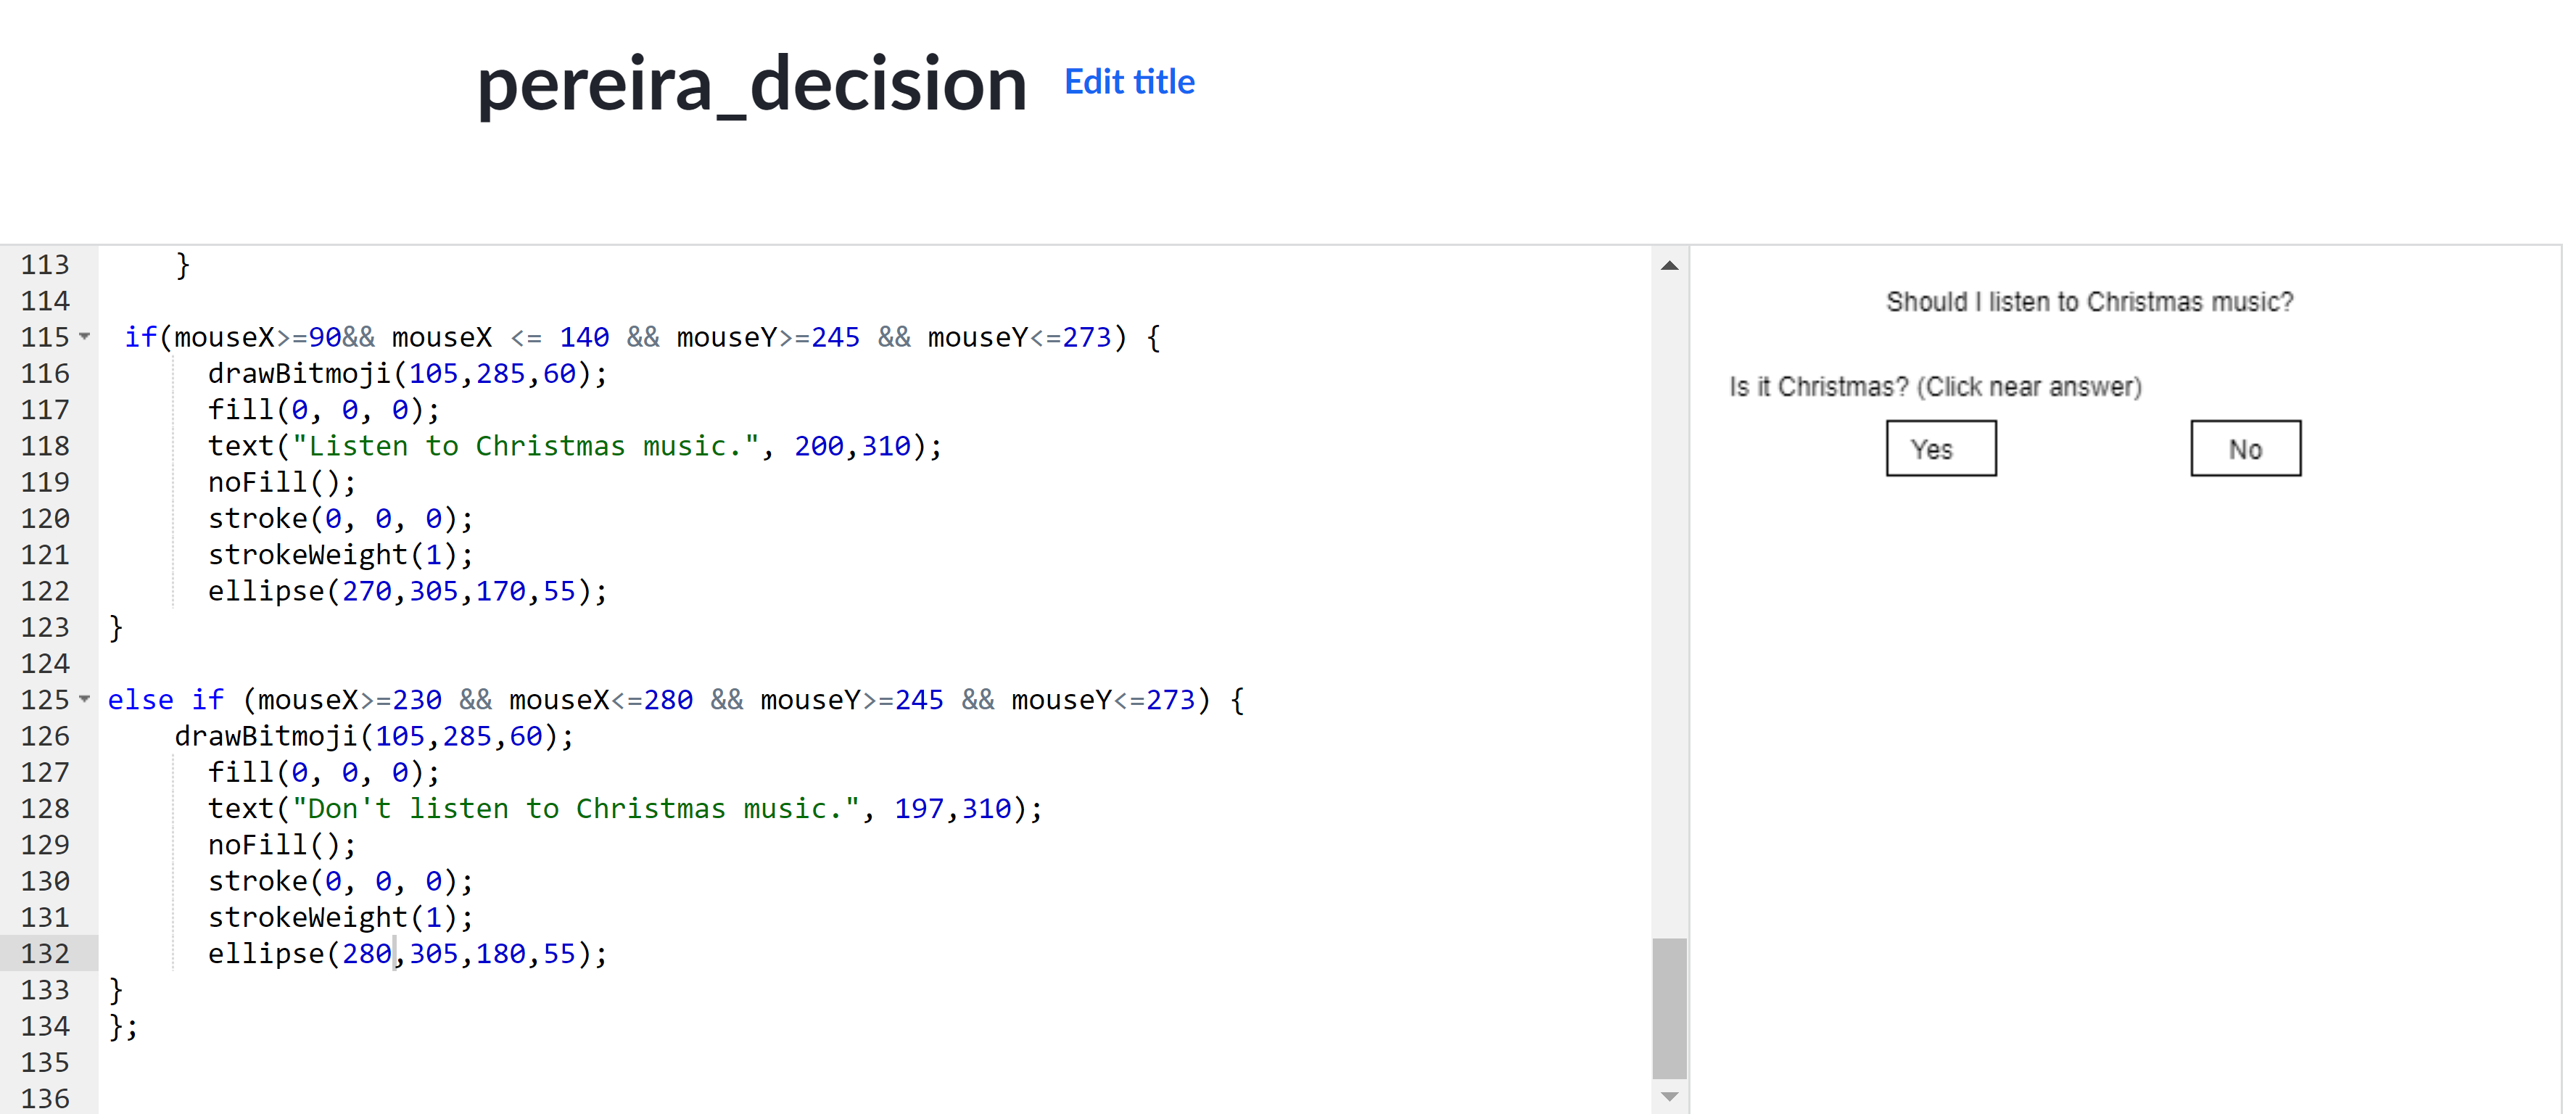 pereira_decision Edit title
113 }
114
115 if(mouseX>=90&& mouseX <= 140 && mouseY>=245 && mouseY<=273) {
116 drawBitmoji(105,285,60);
117 fill(0, 0, 0);
118 text("Listen to Christmas music.", 200,310);
119 noFill();
120 stroke(0, 0, 0);
121 strokeWeight(1);
122 ellipse(270,305,170,55);
123 }
124
125 else if (mouseX>=230 && mouseX<=280 && mouseY>=245 && mouseY<=273) {
126 drawBitmoji(105,285,60);
127 fill(0, 0, 0);
128 text("Don't listen to Christmas music.", 197,310);
129 noFill();
130 stroke(0, 0, 0);
131 strokeWeight(1);
132 ellipse(280,305,180,55);
133 }
134 };
135
136
Should I listen to Christmas music?
Is it Christmas? (Click near answer)
Yes No